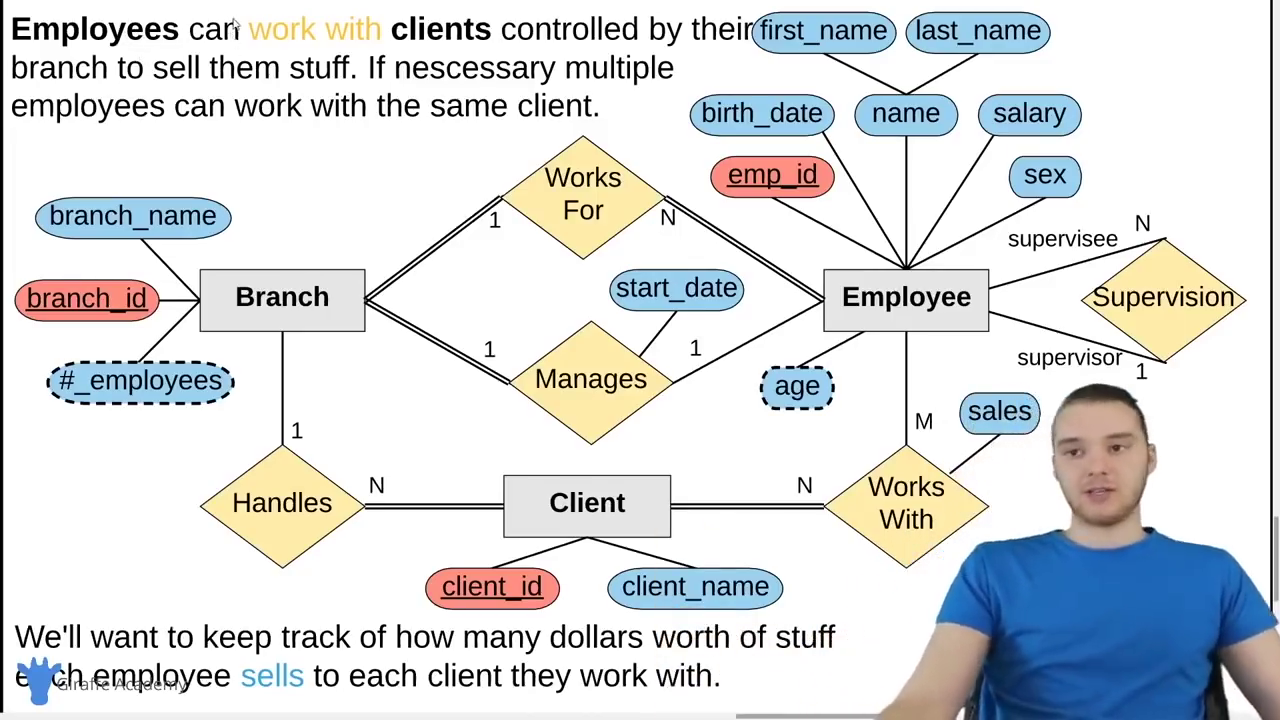 Employees can work with clients controlled by their
branch to sell them stuff. If nescessary multiple
employees can work with the same client.
first_name
last_name
birth_date
name
salary
emp_id
sex
Works
For
branch_name
1
N
supervisee
N
start_date
Branch
Employee
Supervision
branch_id
1
1
supervisor
1
Manages
#_employees
age
sales
M
1
Handles
N
Client
N
Works
With
client_id
client_name
We'll want to keep track of how many dollars worth of stuff
each employee sells to each client they work with.
Giraffe Academy